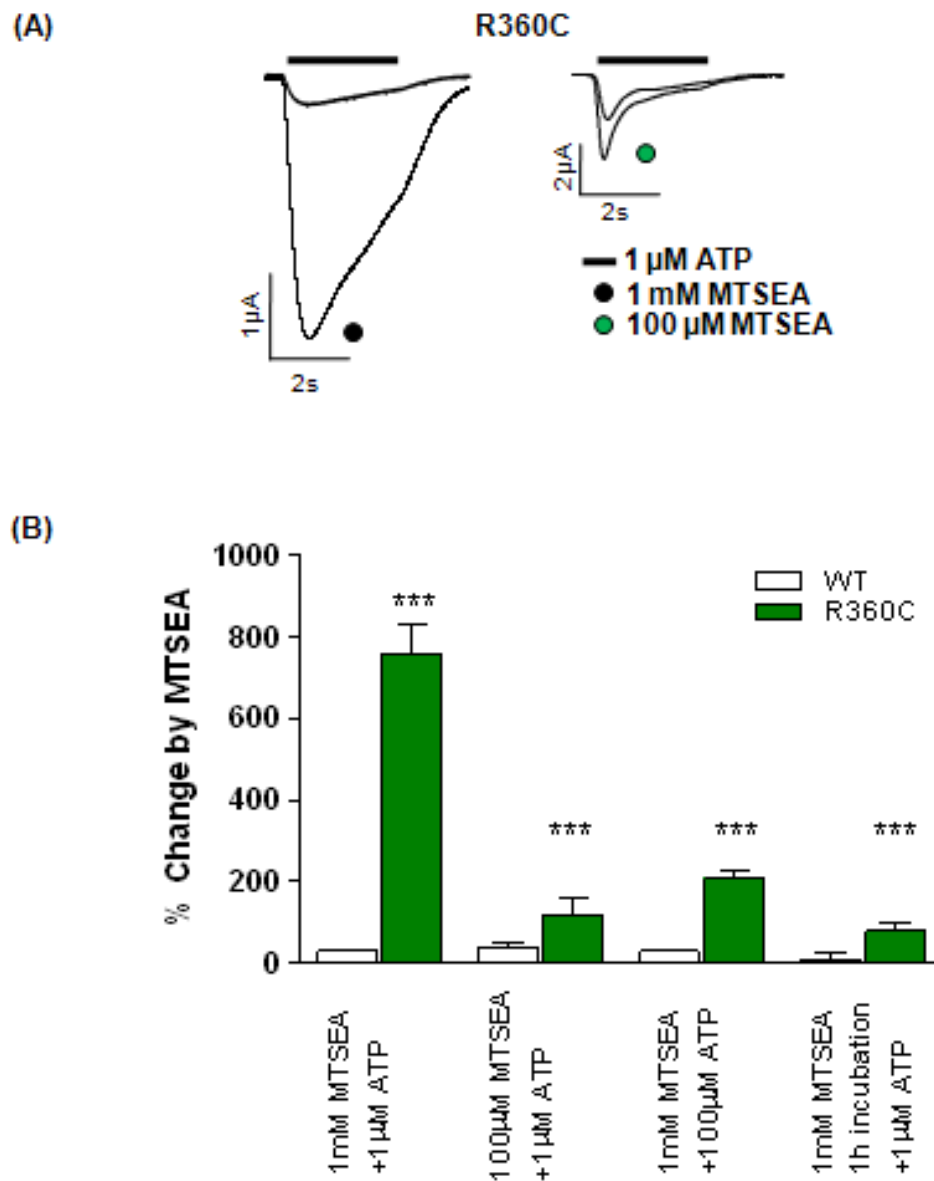 (A)
R360C
1µA
2s
2µA
2s
1 µM ATP
1 mM MTSEA
100 µM MTSEA
(B)
% Change by MTSEA
1000
800
600
400
200
0
***
***
***
***
WT
R360C
1mM MTSEA
+1µM ATP
100µM MTSEA
+1µM ATP
1mM MTSEA
+100µM ATP
1mM MTSEA
1h incubation
+1µM ATP